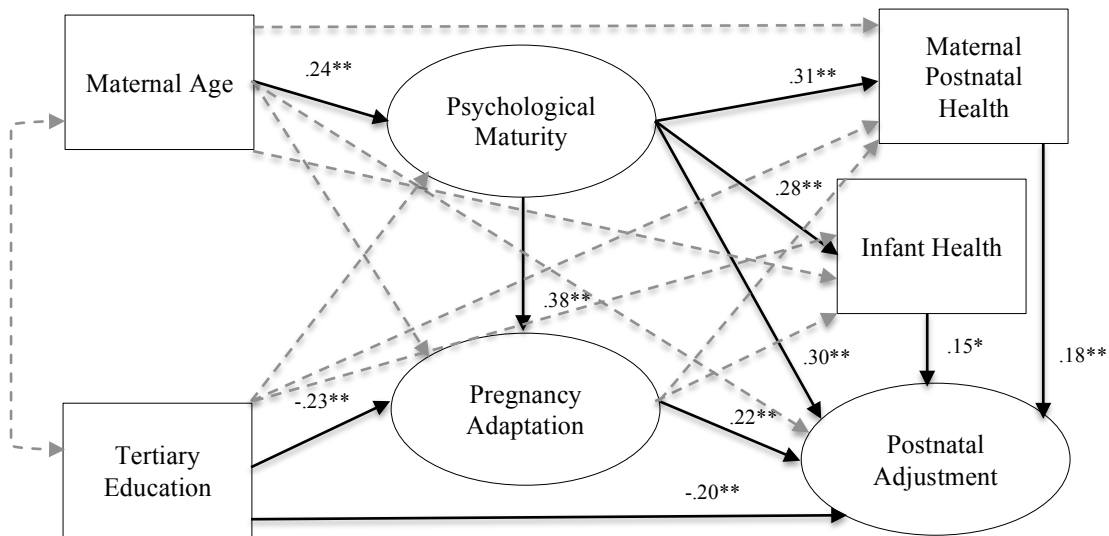 Maternal Age
.24**
Psychological
Maturity
.31**
Maternal
Postnatal
Health
.28**
Infant Health
.38**
.30**
.15*
.18**
-.23**
Pregnancy
Adaptation
.22**
Tertiary
Education
-.20**
Postnatal
Adjustment